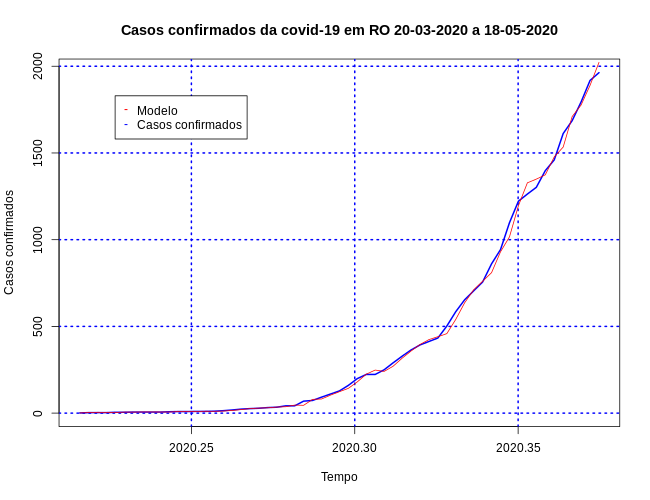 Casos confirmados da covid-19 em RO 20-03-2020 a 18-05-2020
Casos confirmados
2000
1500
1000
500
0
- Modelo
- Casos confirmados
2020.25
2020.30
2020.35
Tempo